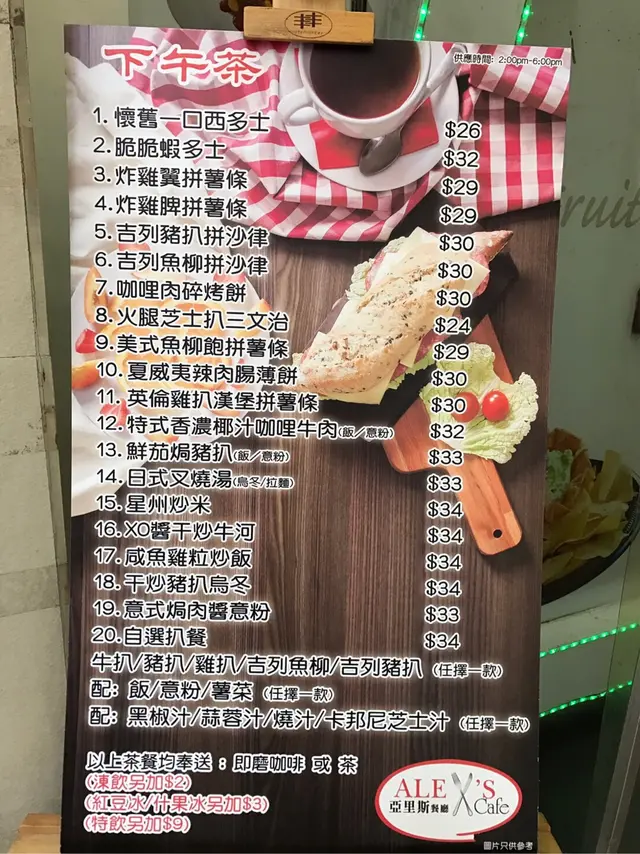 下午茶
供應時間: 2:00pm-6:00pm
1. 懷舊一口西多士 $26
2. 脆脆蝦多士 $32
3. 炸雞翼拼薯條 $29
4. 炸雞脾拼薯條 $29
5. 吉列豬扒拼沙律 $30
6. 吉列魚柳拼沙律 $30
7. 咖哩肉碎烤餅 $30
8. 火腿芝士扒三文治 $24
9. 美式魚柳飽拼薯條 $29
10. 夏威夷辣肉腸薄餅 $30
11. 英倫雞扒漢堡拼薯條 $30
12. 特式香濃椰汁咖哩牛肉(飯/意粉) $32
13. 鮮茄焗豬扒(飯/意粉) $33
14. 日式叉燒湯(烏冬/拉麵) $33
15. 星州炒米 $34
16. XO醬干炒牛河 $34
17. 咸魚雞粒炒飯 $34
18. 干炒豬扒烏冬 $34
19. 意式焗肉醬意粉 $33
20. 自選扒餐 $34
牛扒/豬扒/雞扒/吉列魚柳/吉列豬扒 (任擇一款)
配: 飯/意粉/薯菜 (任擇一款)
配: 黑椒汁/蒜蓉汁/燒汁/卡邦尼芝士汁 (任擇一款)
以上茶餐均奉送 : 即磨咖啡 或 茶
(凍飲另加$2)
(紅豆冰/什果冰另加$3)
(特飲另加$9)
ALEX'S
亞里斯餐廳 Cafe
圖片只供參考
fruit